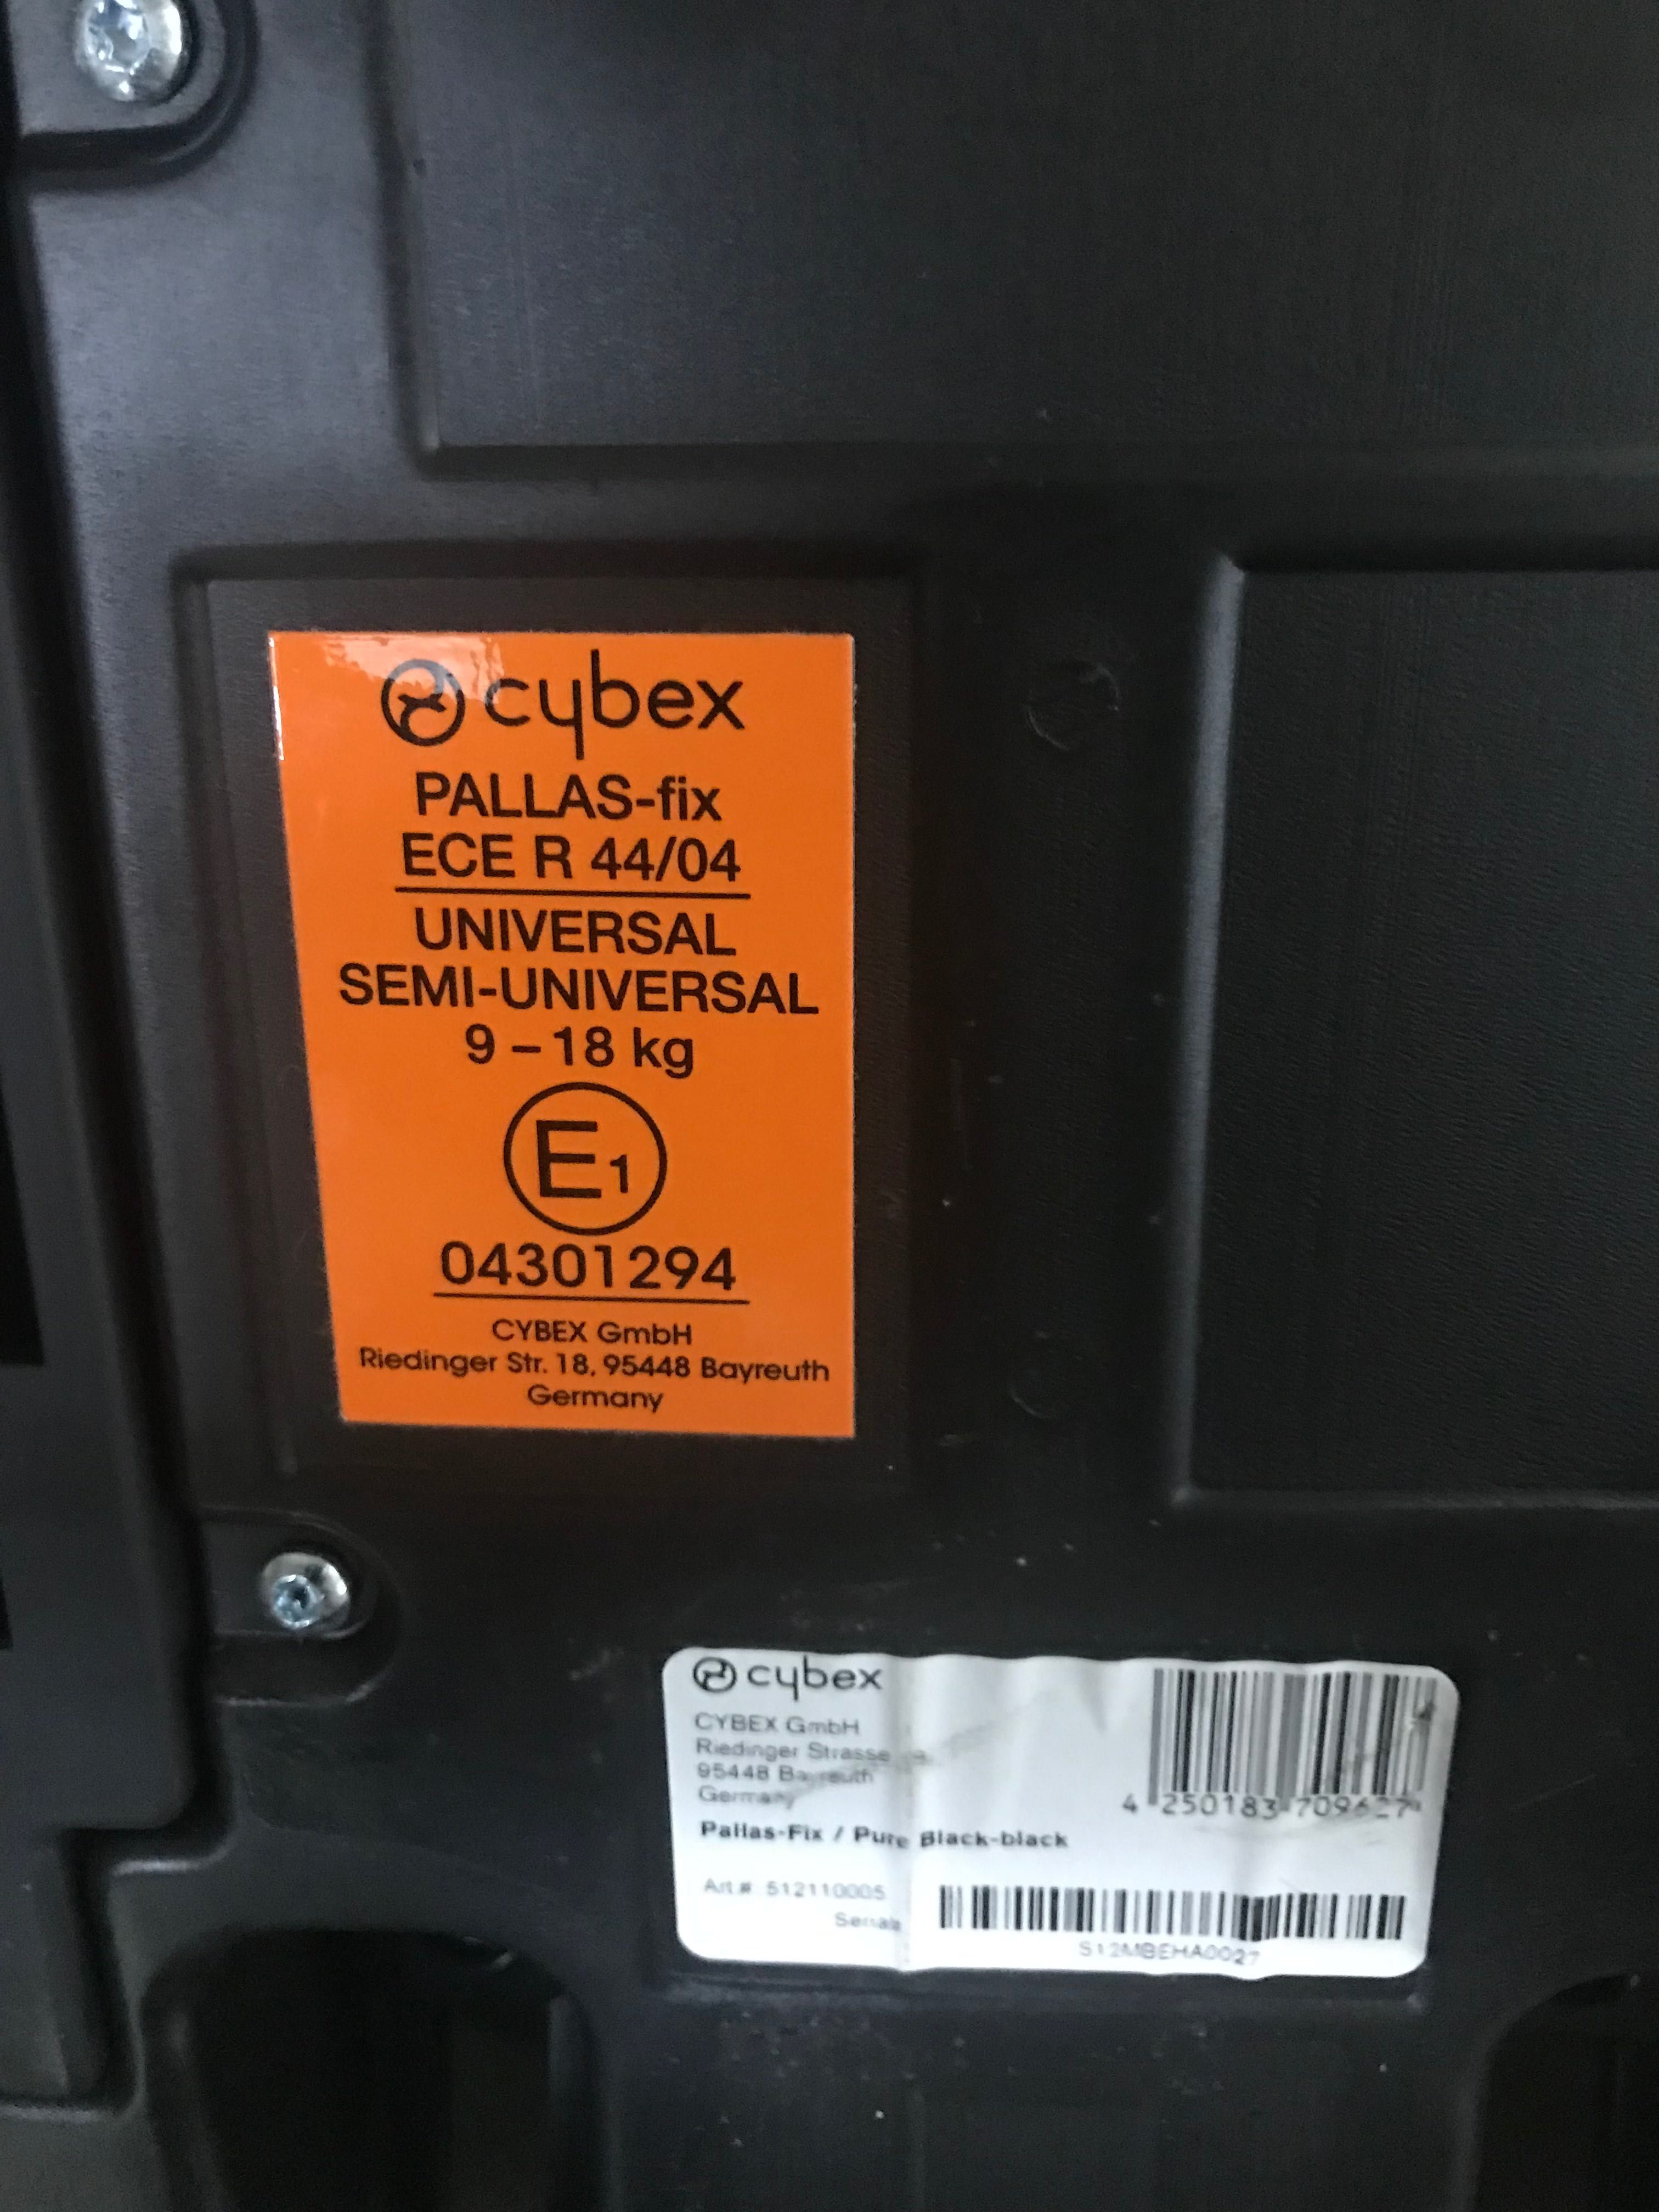 cybex
PALLAS-fix
ECE R 44/04
UNIVERSAL
SEMI-UNIVERSAL
9 – 18 kg
E1
04301294
CYBEX GmbH
Riedinger Str. 18, 95448 Bayreuth
Germany
cybex
CYBEX GmbH
Riedinger Strasse
95448 Bayreuth
Germany
4 250183 709627
Pallas-Fix / Pure Black-black
Art.#: 512110005
S12MBEHA0027